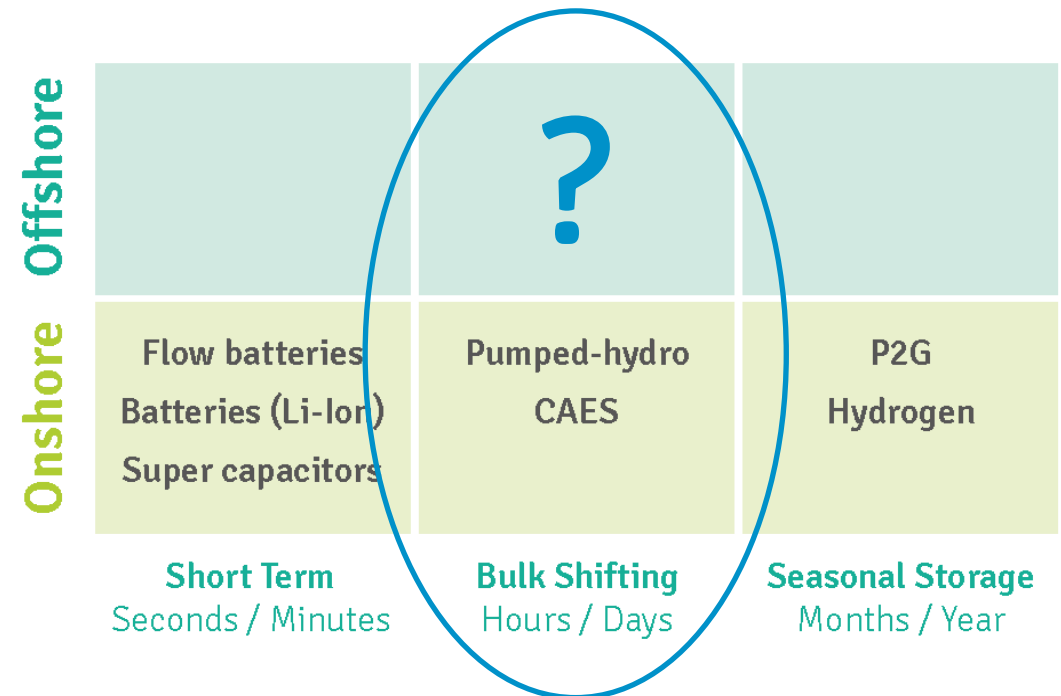 Offshore
?
Onshore
Flow batteries
Batteries (Li-Ion)
Super capacitors
Pumped-hydro
CAES
P2G
Hydrogen
Short Term
Seconds / Minutes
Bulk Shifting
Hours / Days
Seasonal Storage
Months / Year